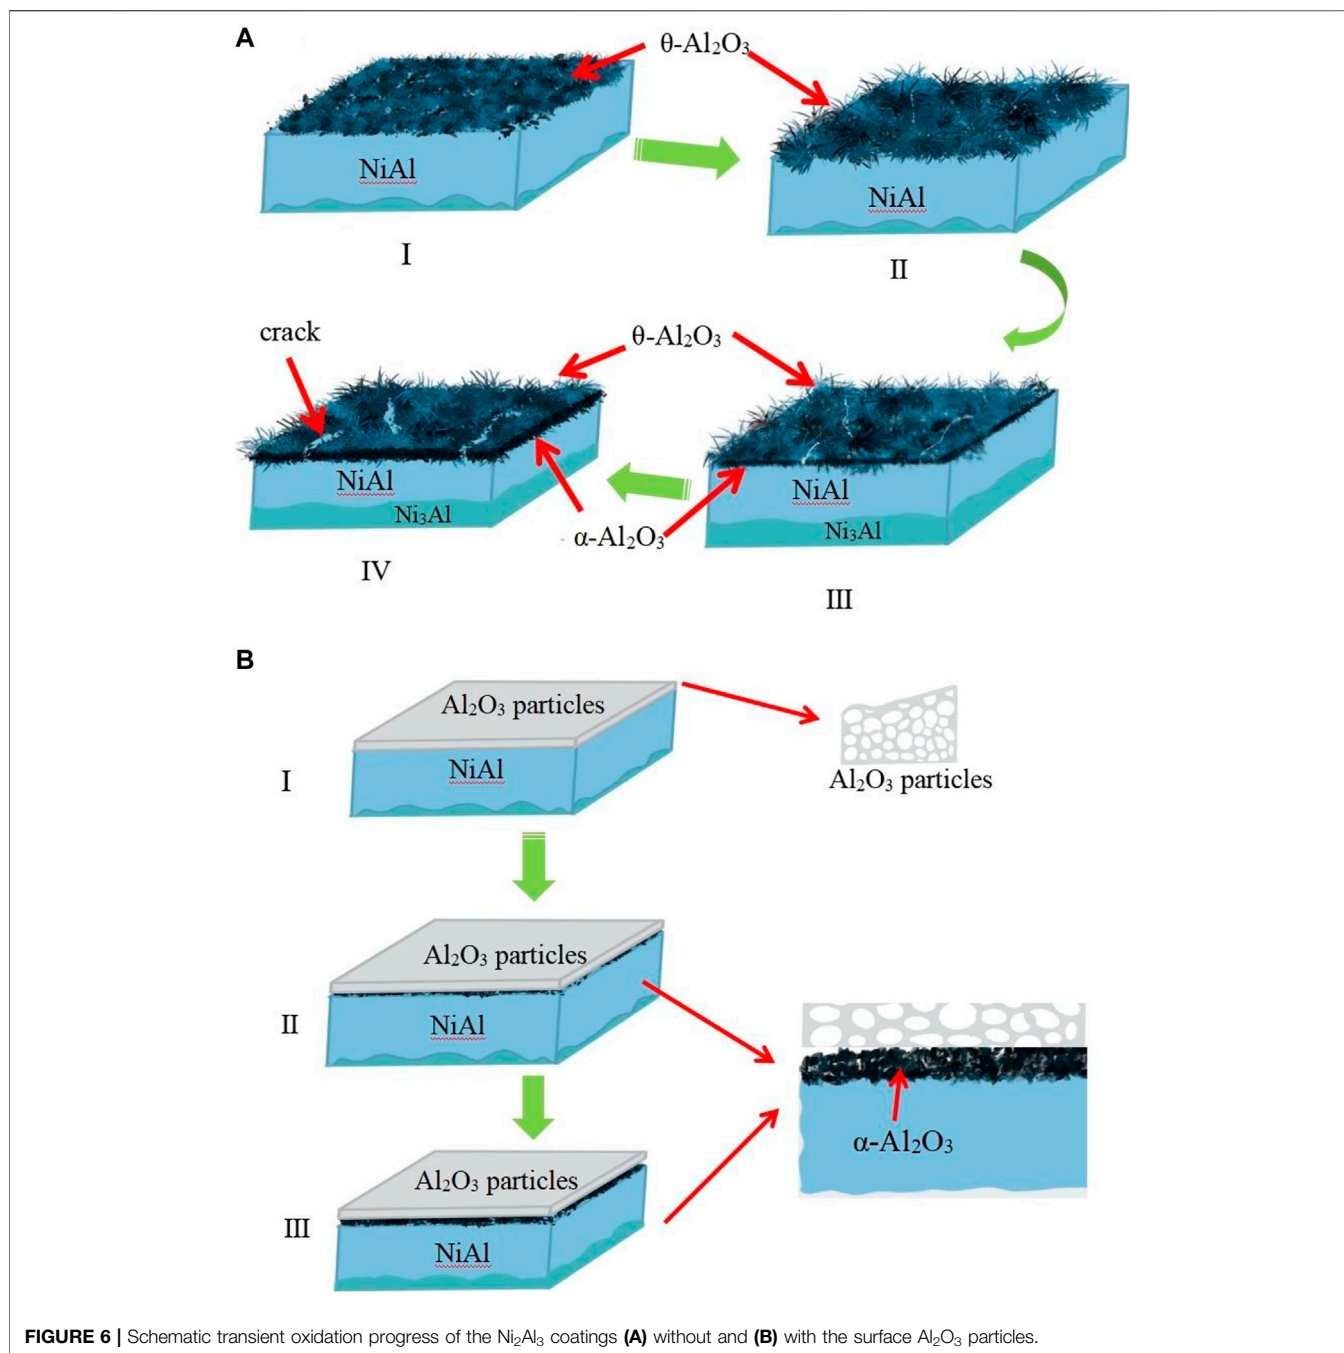 A
θ-Al₂O₃
NiAl
NiAl
I
II
crack
θ-Al₂O₃
NiAl
Ni₃Al
NiAl
Ni₃Al
α-Al₂O₃
IV
III
B
Al₂O₃ particles
NiAl
I
Al₂O₃ particles
Al₂O₃ particles
II
NiAl
α-Al₂O₃
Al₂O₃ particles
III
NiAl
FIGURE 6 | Schematic transient oxidation progress of the Ni₂Al₃ coatings (A) without and (B) with the surface Al₂O₃ particles.